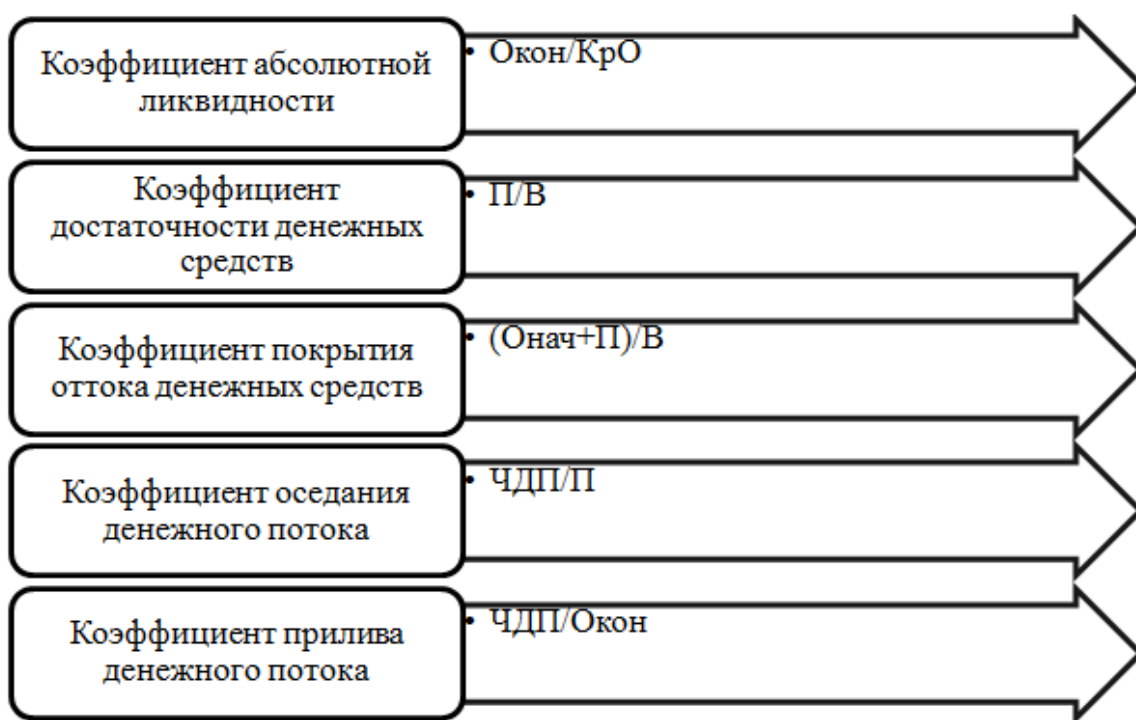 Коэффициент абсолютной
ликвидности
• Окон/КрО
Коэффициент
достаточности денежных
средств
• П/В
Коэффициент покрытия
оттока денежных средств
• (Онач+П)/В
Коэффициент оседания
денежного потока
• ЧДП/П
Коэффициент прилива
денежного потока
• ЧДП/Окон